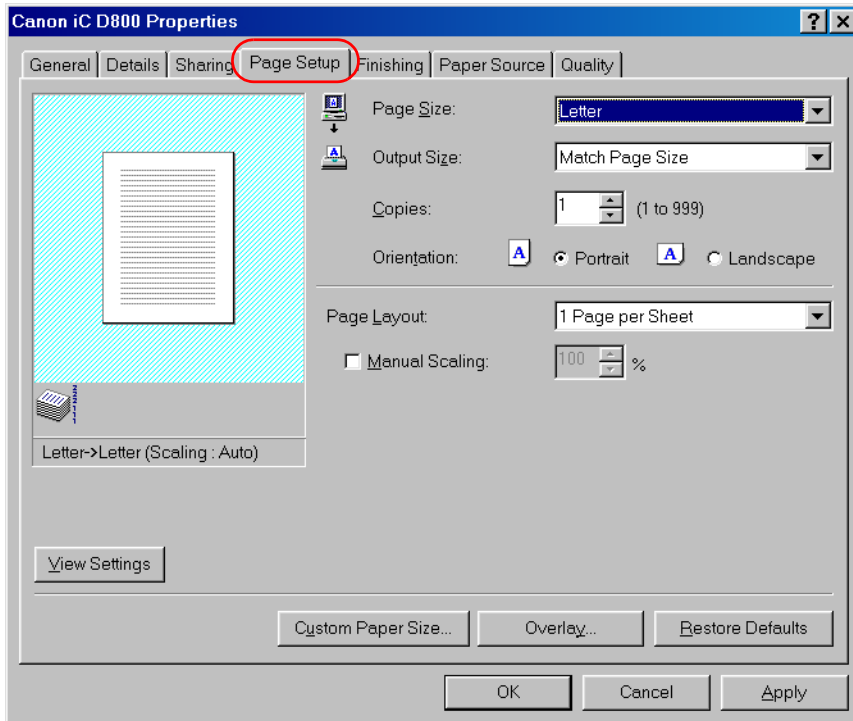 Canon iC D800 Properties
General Details Sharing Page Setup Finishing Paper Source Quality
Page Size: Letter
Output Size: Match Page Size
Copies: 1 (1 to 999)
Orientation: A Portrait A Landscape
Page Layout: 1 Page per Sheet
Manual Scaling: 100 %
Letter->Letter (Scaling : Auto)
View Settings
Custom Paper Size... Overlay... Restore Defaults
OK Cancel Apply